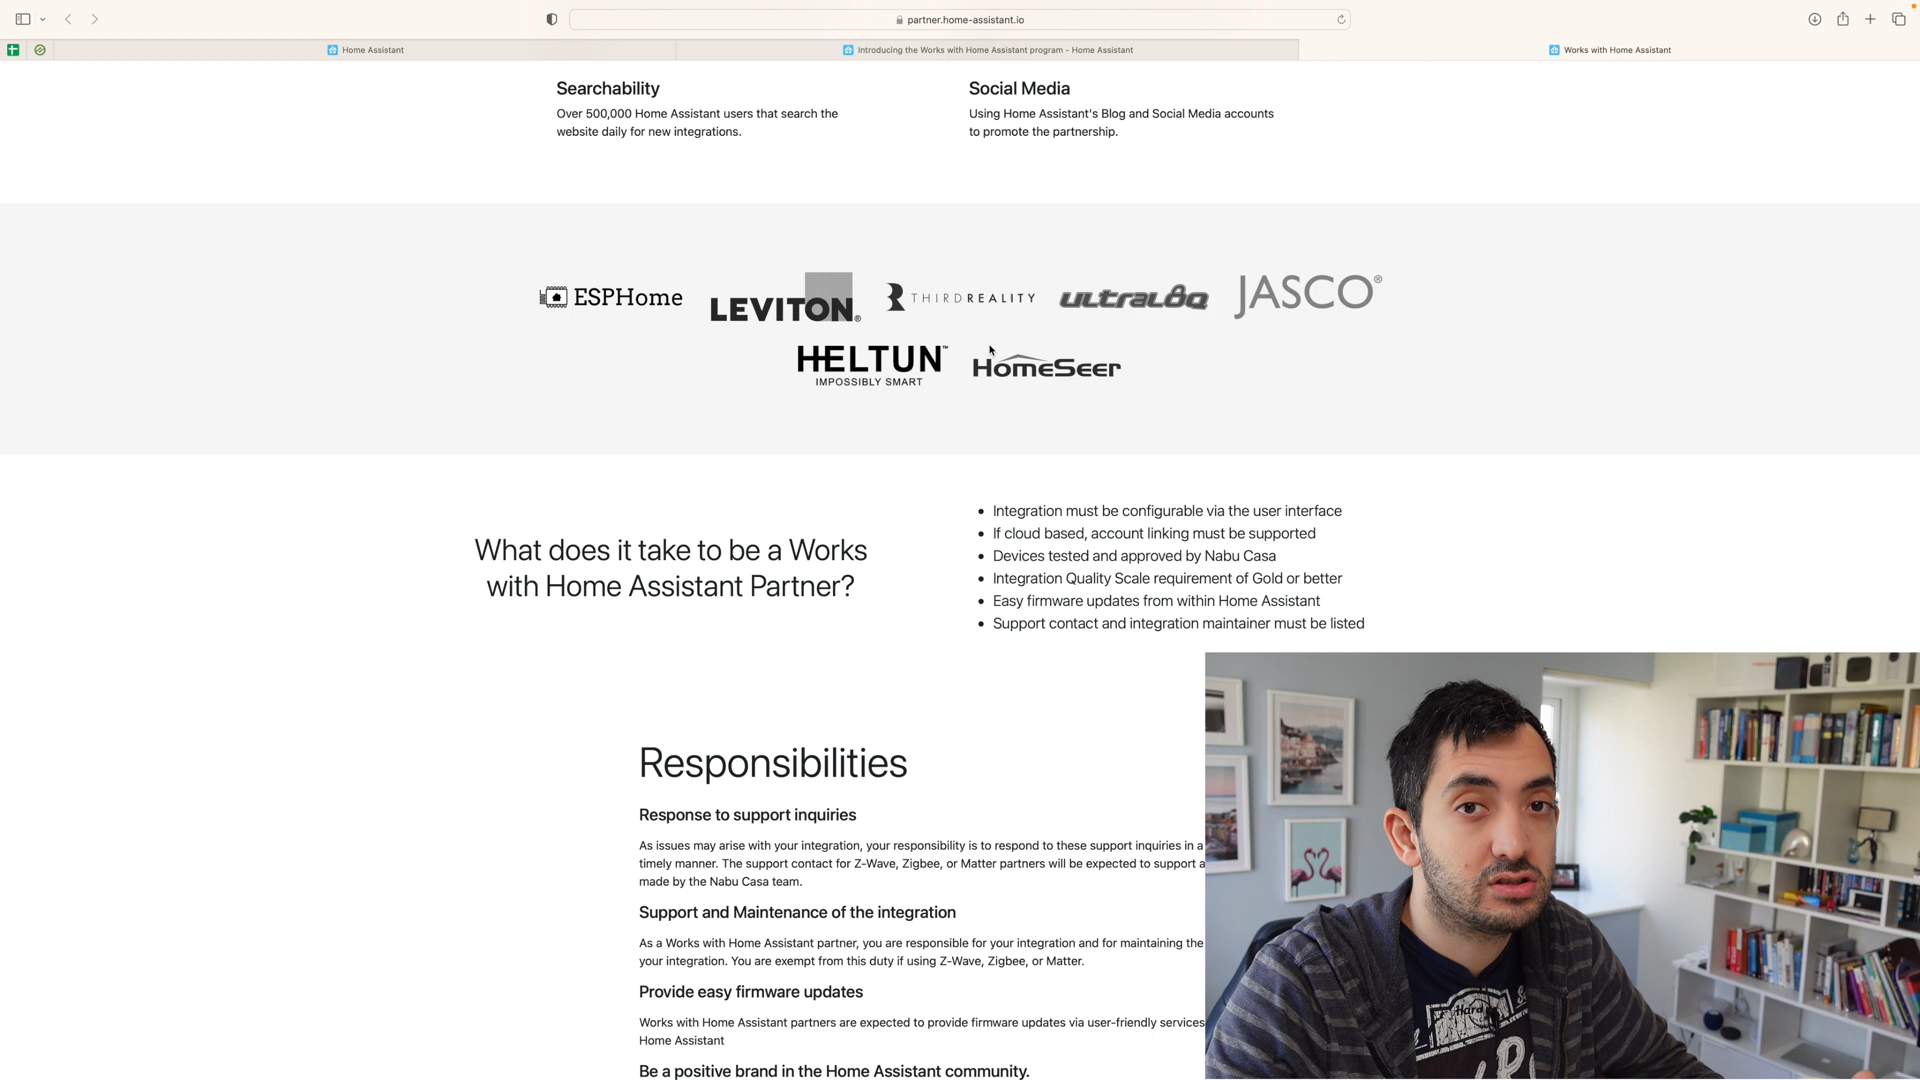 partner.home-assistant.io
Home Assistant
Introducing the Works with Home Assistant program - Home Assistant
Works with Home Assistant
Searchability
Over 500,000 Home Assistant users that search the
website daily for new integrations.
Social Media
Using Home Assistant's Blog and Social Media accounts
to promote the partnership.
ESPHome
LEVITON®
THIRDREALITY
ultraloq
JASCO®
HELTUN™
IMPOSSIBLY SMART
HomeSeer
What does it take to be a Works
with Home Assistant Partner?
• Integration must be configurable via the user interface
• If cloud based, account linking must be supported
• Devices tested and approved by Nabu Casa
• Integration Quality Scale requirement of Gold or better
• Easy firmware updates from within Home Assistant
• Support contact and integration maintainer must be listed
Responsibilities
Response to support inquiries
As issues may arise with your integration, your responsibility is to respond to these support inquiries in a
timely manner. The support contact for Z-Wave, Zigbee, or Matter partners will be expected to support a
made by the Nabu Casa team.
Support and Maintenance of the integration
As a Works with Home Assistant partner, you are responsible for your integration and for maintaining the
your integration. You are exempt from this duty if using Z-Wave, Zigbee, or Matter.
Provide easy firmware updates
Works with Home Assistant partners are expected to provide firmware updates via user-friendly services
Home Assistant
Be a positive brand in the Home Assistant community.